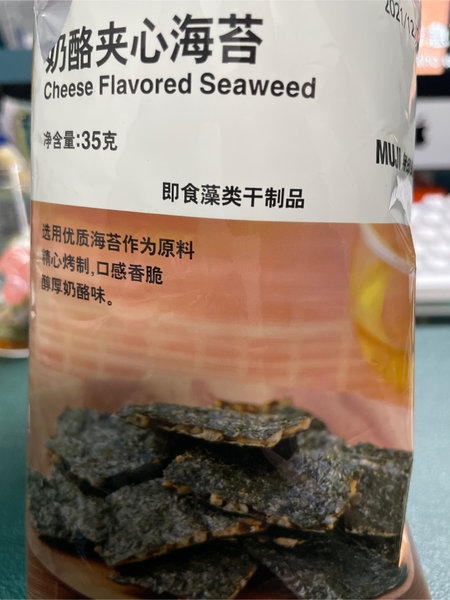 2021/12
奶酪夹心海苔
Cheese Flavored Seaweed
净含量:35克
MUJI
即食藻类干制品
选用优质海苔作为原料
精心烤制,口感香脆
醇厚奶酪味。